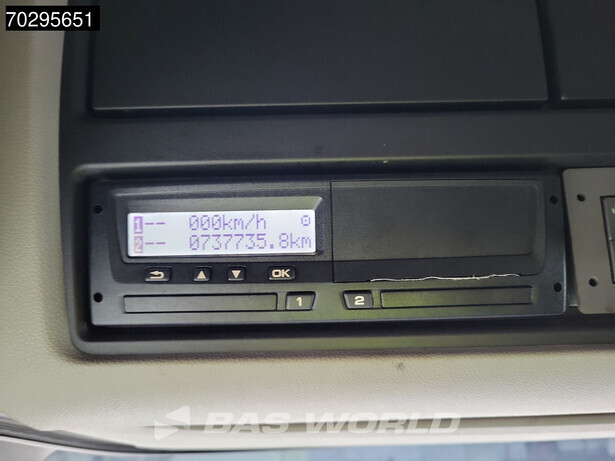 70295651
1-- 000km/h
2-- 0737735.8km
OK
1 2
BAS WORLD